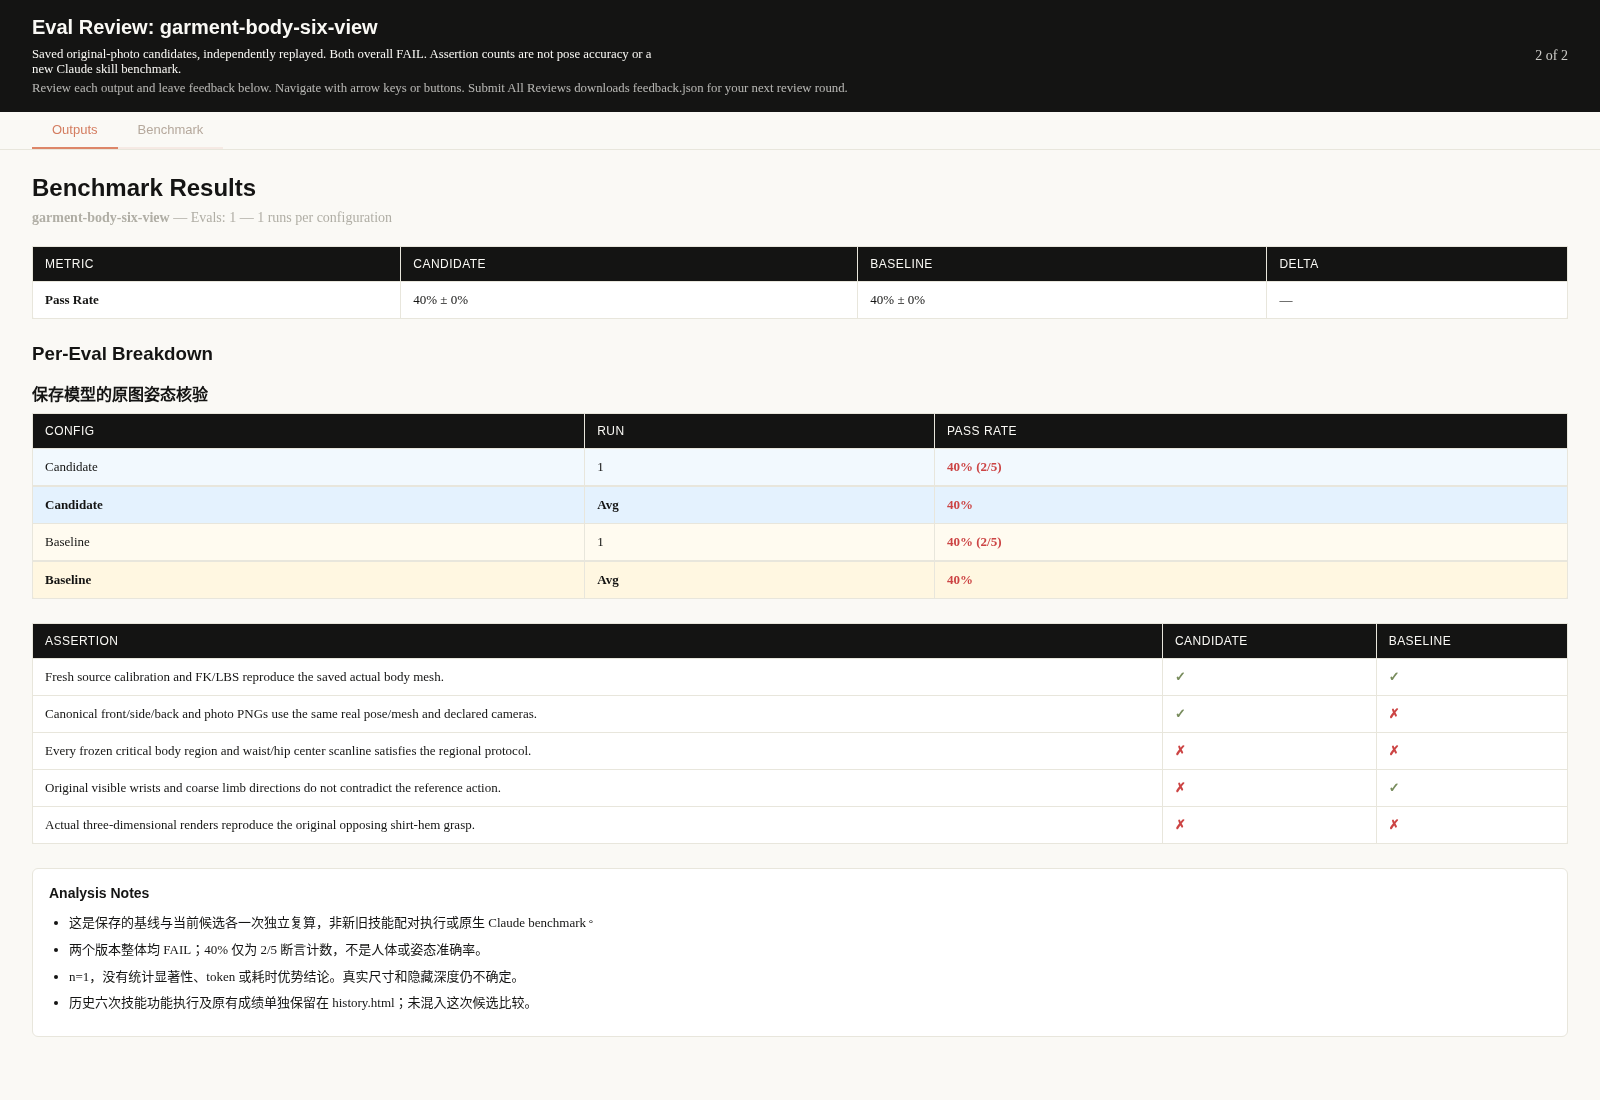 Eval Review: garment-body-six-view
Saved original-photo candidates, independently replayed. Both overall FAIL. Assertion counts are not pose accuracy or a
new Claude skill benchmark.
Review each output and leave feedback below. Navigate with arrow keys or buttons. Submit All Reviews downloads feedback.json for your next review round.
2 of 2
Outputs Benchmark
Benchmark Results
garment-body-six-view — Evals: 1 — 1 runs per configuration
METRIC CANDIDATE BASELINE DELTA
Pass Rate 40% ± 0% 40% ± 0% —
Per-Eval Breakdown
保存模型的原图姿态核验
CONFIG RUN PASS RATE
Candidate 1 40% (2/5)
Candidate Avg 40%
Baseline 1 40% (2/5)
Baseline Avg 40%
ASSERTION CANDIDATE BASELINE
Fresh source calibration and FK/LBS reproduce the saved actual body mesh. ✓ ✓
Canonical front/side/back and photo PNGs use the same real pose/mesh and declared cameras. ✓ ✗
Every frozen critical body region and waist/hip center scanline satisfies the regional protocol. ✗ ✗
Original visible wrists and coarse limb directions do not contradict the reference action. ✗ ✓
Actual three-dimensional renders reproduce the original opposing shirt-hem grasp. ✗ ✗
Analysis Notes
• 这是保存的基线与当前候选各一次独立复算，非新旧技能配对执行或原生 Claude benchmark。
• 两个版本整体均 FAIL；40% 仅为 2/5 断言计数，不是人体或姿态准确率。
• n=1，没有统计显著性、token 或耗时优势结论。真实尺寸和隐藏深度仍不确定。
• 历史六次技能功能执行及原有成绩单独保留在 history.html；未混入这次候选比较。